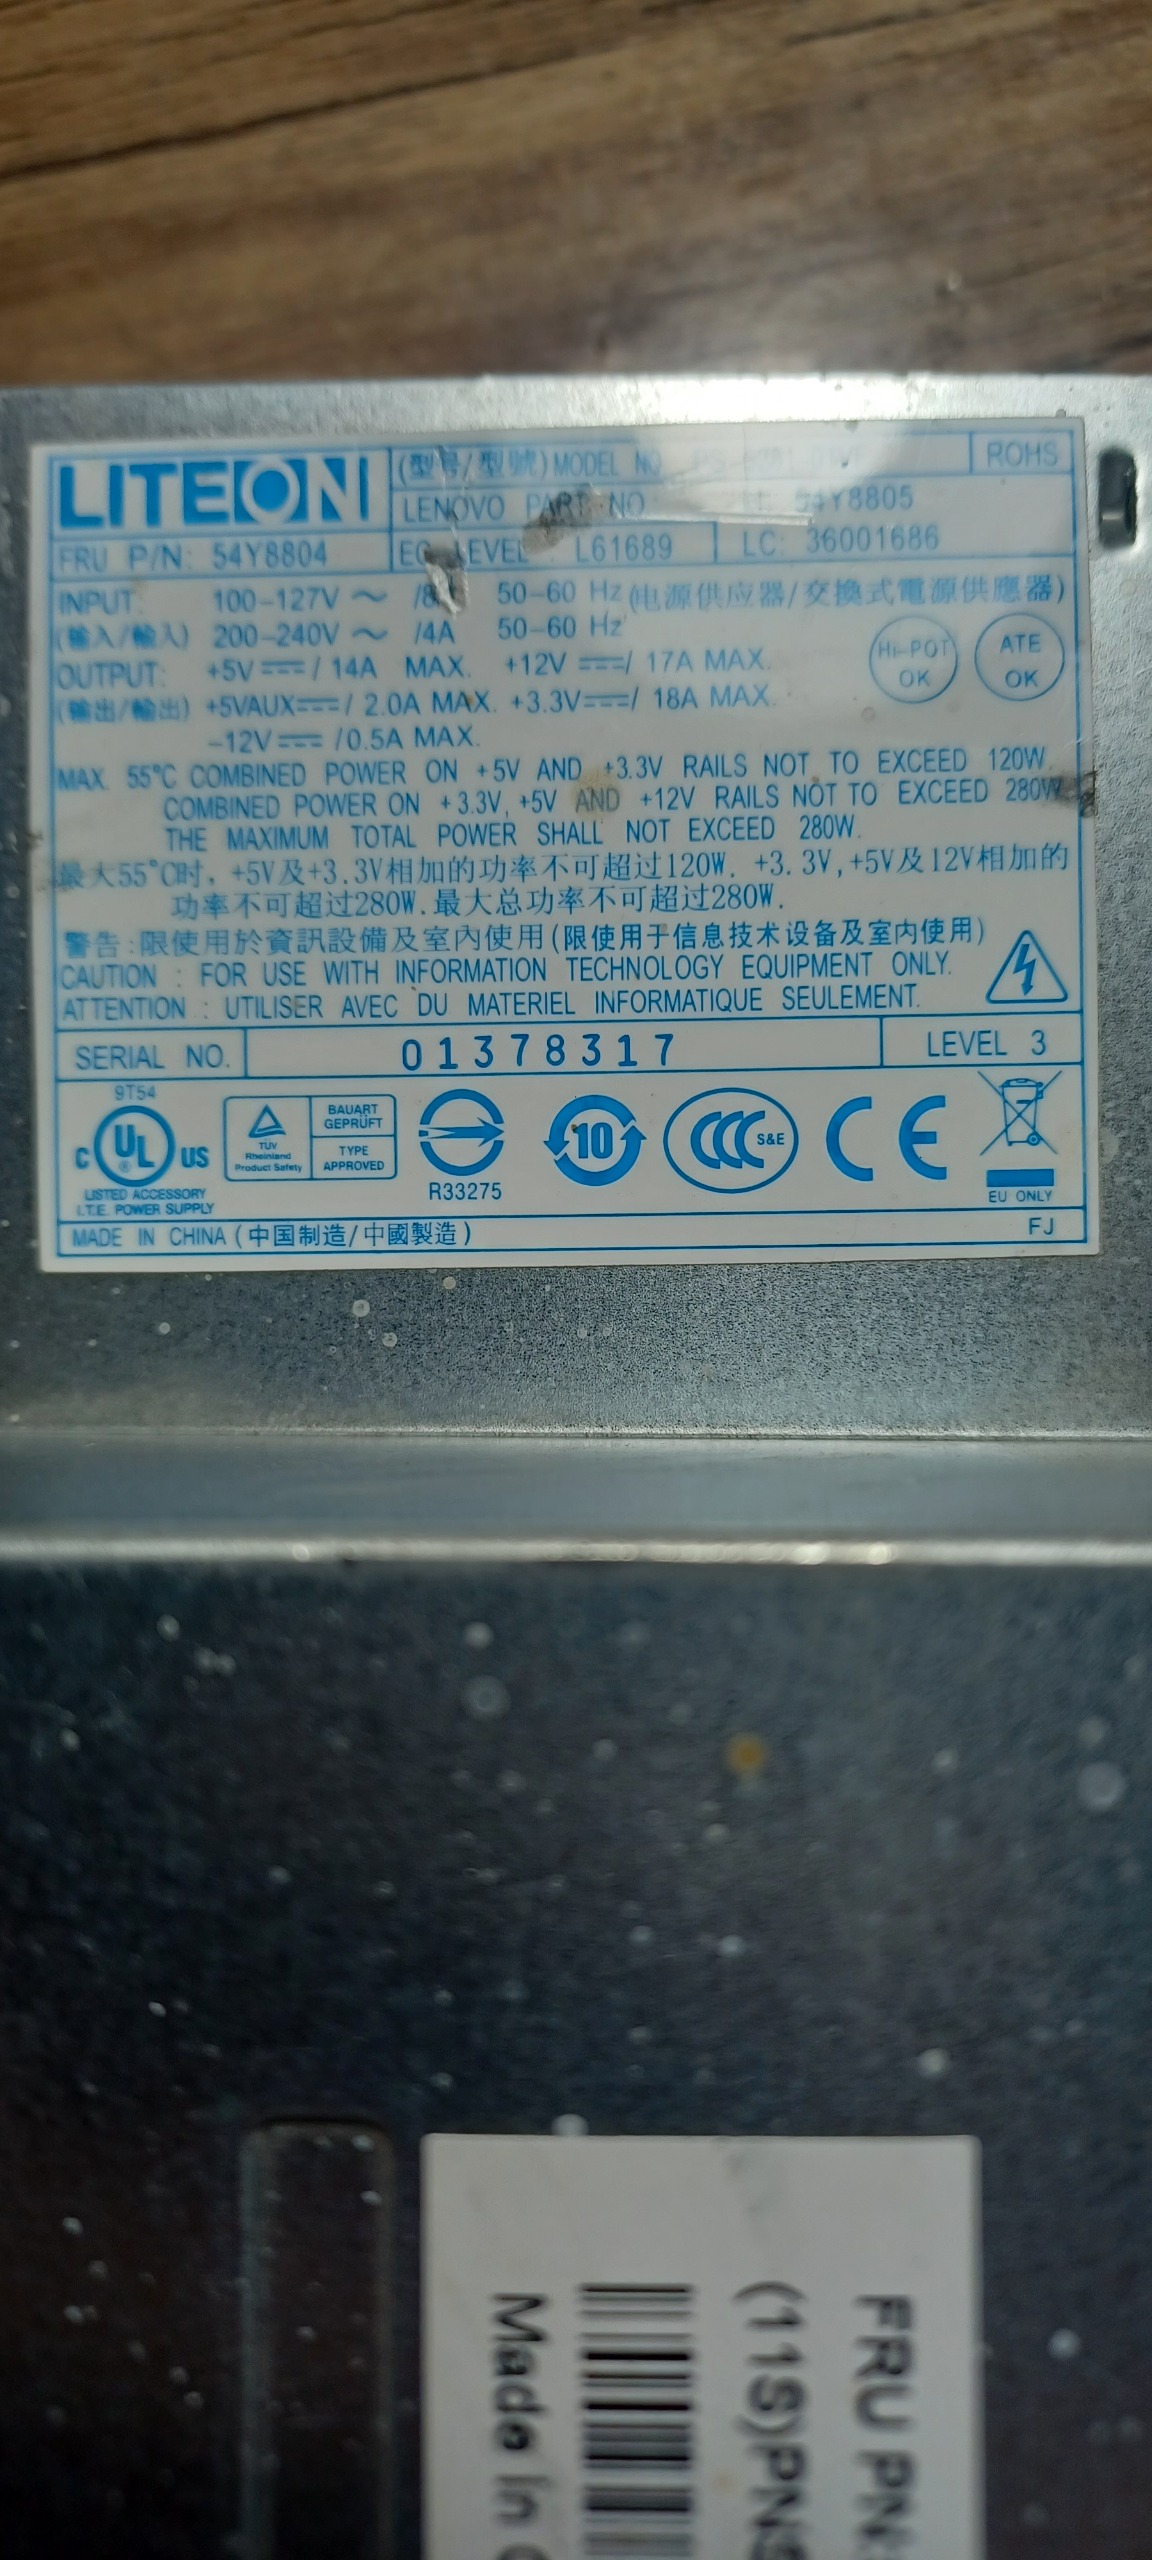 LITEON
(型号/型號) MODEL NO. ROHS
LENOVO PART NO. 54Y8805
FRU P/N: 54Y8804 EC LEVEL L61689 LC: 36001686
INPUT: 100-127V ~ /8A 50-60 Hz (电源供应器/交換式電源供應器)
(输入/輸入) 200-240V ~ /4A 50-60 Hz
Hi-POT OK
ATE OK
OUTPUT: +5V⎓/ 14A MAX. +12V ⎓/ 17A MAX.
(输出/輸出) +5VAUX⎓/ 2.0A MAX. +3.3V⎓/ 18A MAX.
-12V⎓ /0.5A MAX.
MAX. 55°C COMBINED POWER ON +5V AND +3.3V RAILS NOT TO EXCEED 120W.
COMBINED POWER ON +3.3V, +5V AND +12V RAILS NOT TO EXCEED 280W
THE MAXIMUM TOTAL POWER SHALL NOT EXCEED 280W.
最大55°C时, +5V及+3.3V相加的功率不可超过120W. +3.3V,+5V及12V相加的
功率不可超过280W.最大总功率不可超过280W.
警告:限使用於資訊設備及室內使用(限使用于信息技术设备及室内使用)
CAUTION : FOR USE WITH INFORMATION TECHNOLOGY EQUIPMENT ONLY.
ATTENTION : UTILISER AVEC DU MATERIEL INFORMATIQUE SEULEMENT.
SERIAL NO. 01378317 LEVEL 3
9T54
C UL ® US
LISTED ACCESSORY
I.T.E. POWER SUPPLY
TÜV
Rheinland
Product Safety
BAUART
GEPRÜFT
TYPE
APPROVED
R33275
10
CCC S&E
CE
EU ONLY
MADE IN CHINA (中国制造/中國製造) FJ
FRU PN
(11S)PN
Made in